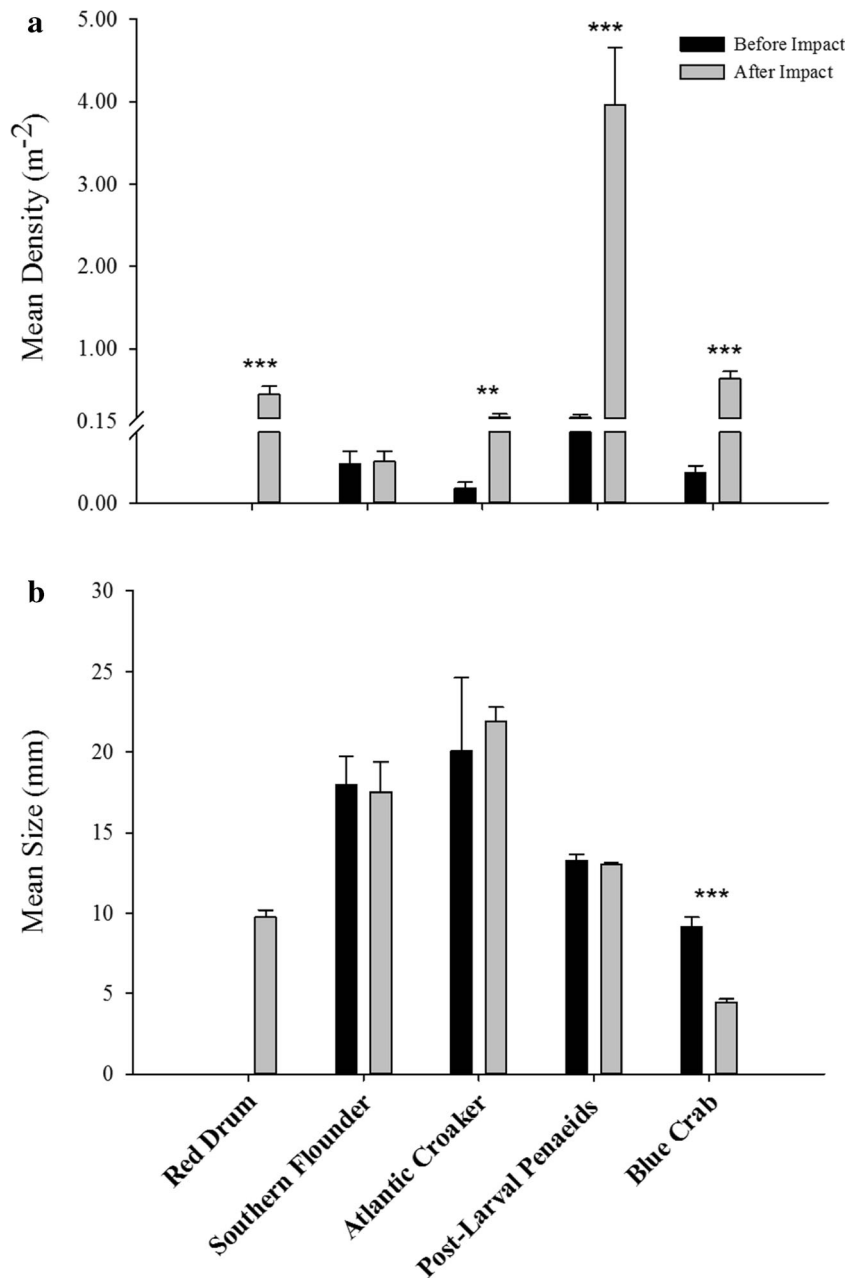 a
5.00
4.00
3.00
2.00
1.00
0.15
0.00
Mean Density (m-2)
***
**
***
***
Before Impact
After Impact
b
30
25
20
15
10
5
0
Mean Size (mm)
***
Red Drum
Southern Flounder
Atlantic Croaker
Post-Larval Penaeids
Blue Crab